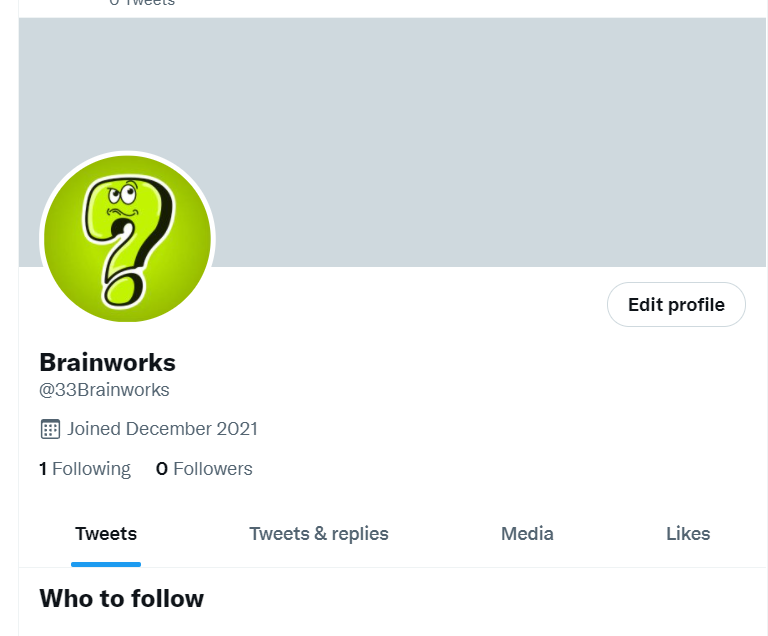 0 Tweets
Edit profile
Brainworks
@33Brainworks
Joined December 2021
1 Following 0 Followers
Tweets Tweets & replies Media Likes
Who to follow